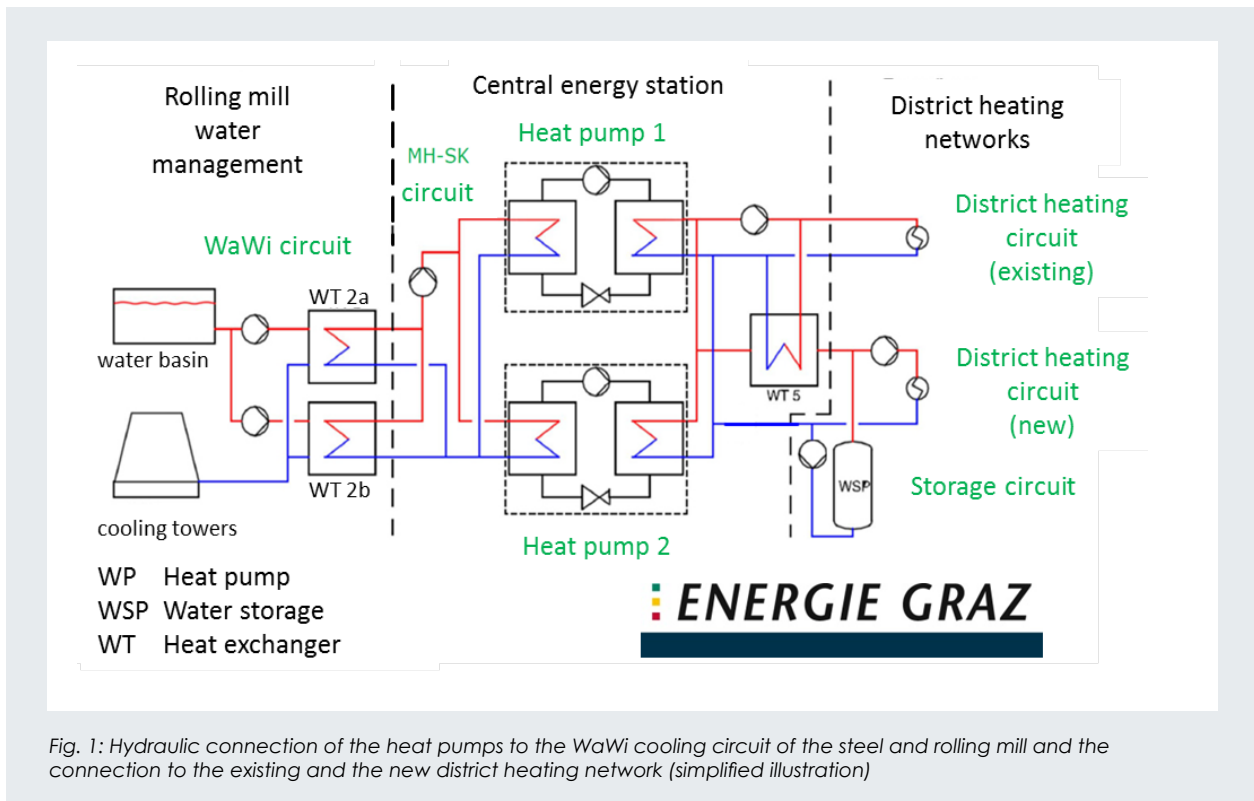 Rolling mill
water
management
Central energy station
District heating
networks
Heat pump 1
MH-SK
circuit
WaWi circuit
District heating
circuit
(existing)
WT 2a
water basin
District heating
circuit
(new)
WT 5
WT 2b
WSP
Storage circuit
cooling towers
Heat pump 2
WP Heat pump
WSP Water storage
WT Heat exchanger
ENERGIE GRAZ
Fig. 1: Hydraulic connection of the heat pumps to the WaWi cooling circuit of the steel and rolling mill and the
connection to the existing and the new district heating network (simplified illustration)